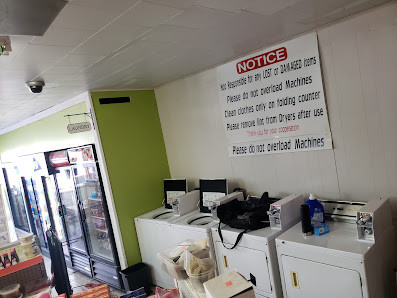 NOTICE
Not Responsible for any LOST or DAMAGED Items
Please do not overload Machines
Clean clothes only on folding counter
Please remove lint from Dryers after use
Thank you for your cooperation
Please do not overload Machines